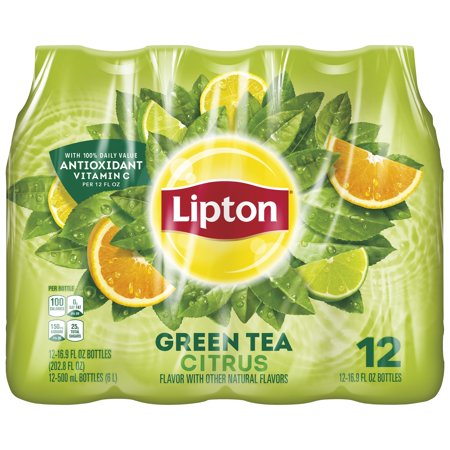 WITH 100% DAILY VALUE
ANTIOXIDANT
VITAMIN C
PER 12 FL OZ
Lipton
PER BOTTLE
100
CALORIES
0g
SAT FAT
0% DV
150mg
SODIUM
25g
TOTAL
SUGARS
GREEN TEA
CITRUS
FLAVOR WITH OTHER NATURAL FLAVORS
12-16.9 FL OZ BOTTLES
(202.8 FL OZ)
12-500 mL BOTTLES (6 L)
12
12-16.9 FL OZ BOTTLES